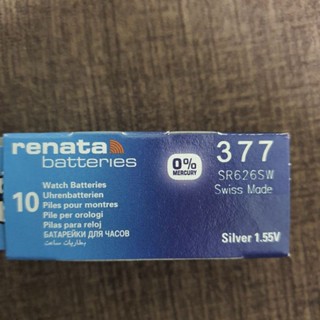 renata
batteries
10
Watch Batteries
Uhrenbatterien
Piles pour montres
Pile per orologi
Pilas para reloj
БАТАРЕЙКИ ДЛЯ ЧАСОВ
بطاريات ساعت
0%
MERCURY
377
SR626SW
Swiss Made
Silver 1.55V